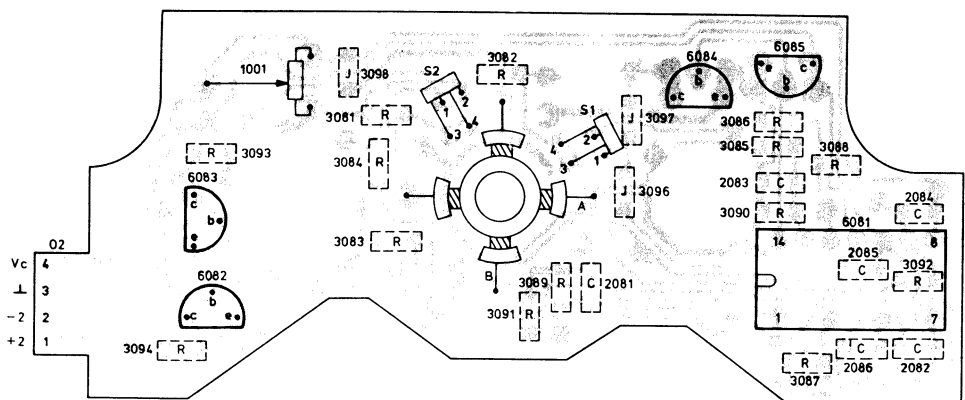 6085
6084
3082
S2
1001
J 3098
R
c b e
e b c
1 2
3081 R
S1
J 3097
3086 R
3 4
4 2
3085 R
3088
R
R 3093
3084 R
3 1
6083
c
b
e
J 3096
2083 C
A
3090 R
2084
C
3083 R
6081
14 8
2085
C
3092
R
02
Vc 4
B
6082
⊥ 3
b
3089 R
C 2081
-2 2
c e
3091 R
1 7
+2 1
3094 R
C
C
R
2086
2082
3087